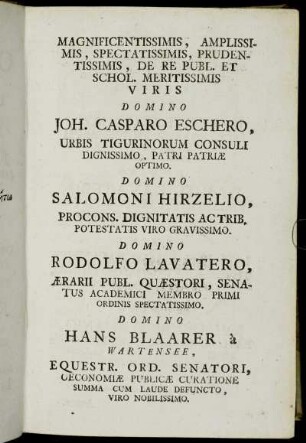 MAGNIFICENTISSIMIS, AMPLISSI-
MIS, SPECTATISSIMIS, PRUDEN-
TISSIMIS, DE RE PUBL. ET
SCHOL. MERITISSIMIS
VIRIS
DOMINO
JOH. CASPARO ESCHERO,
URBIS TIGURINORUM CONSULI
DIGNISSIMO, PATRI PATRIÆ
OPTIMO.
DOMINO
SALOMONI HIRZELIO,
PROCONS. DIGNITATIS AC TRIB.
POTESTATIS VIRO GRAVISSIMO.
DOMINO
RODOLFO LAVATERO,
ÆRARII PUBL. QUÆSTORI, SENA-
TUS ACADEMICI MEMBRO PRIMI
ORDINIS SPECTATISSIMO.
DOMINO
HANS BLAARER à
WARTENSEE,
EQUESTR. ORD. SENATORI,
OECONOMIÆ PUBLICÆ CURATIONE
SUMMA CUM LAUDE DEFUNCTO,
VIRO NOBILISSIMO.